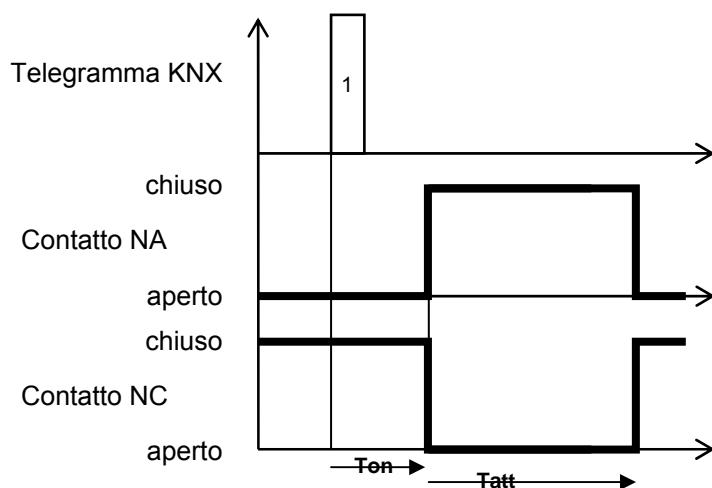 Telegramma KNX
1
chiuso
Contatto NA
aperto
chiuso
Contatto NC
aperto
Ton
Tatt